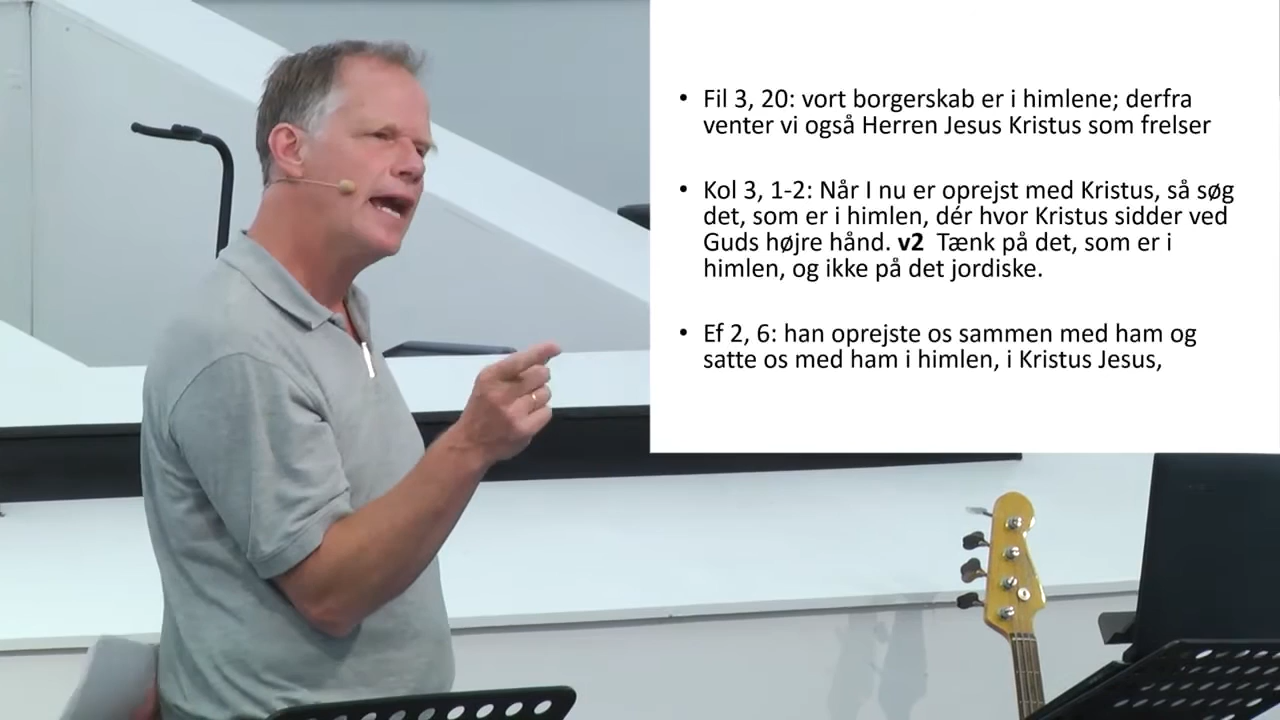 • Fil 3, 20: vort borgerskab er i himlene; derfra
venter vi også Herren Jesus Kristus som frelser
• Kol 3, 1-2: Når I nu er oprejst med Kristus, så søg
det, som er i himlen, dér hvor Kristus sidder ved
Guds højre hånd. v2 Tænk på det, som er i
himlen, og ikke på det jordiske.
• Ef 2, 6: han oprejste os sammen med ham og
satte os med ham i himlen, i Kristus Jesus,